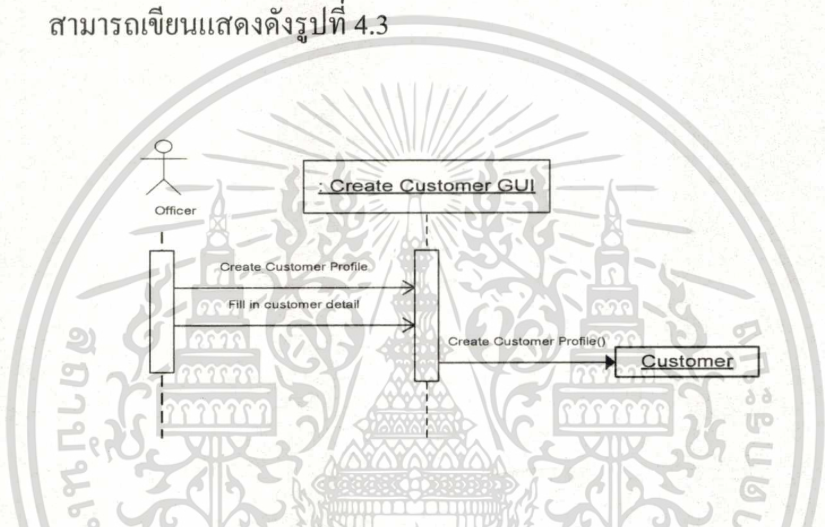 สามารถเขียนแสดงดังรูปที่ 4.3
: Create Customer GUI
Officer
Create Customer Profile
Fill in customer detail
Create Customer Profile()
Customer